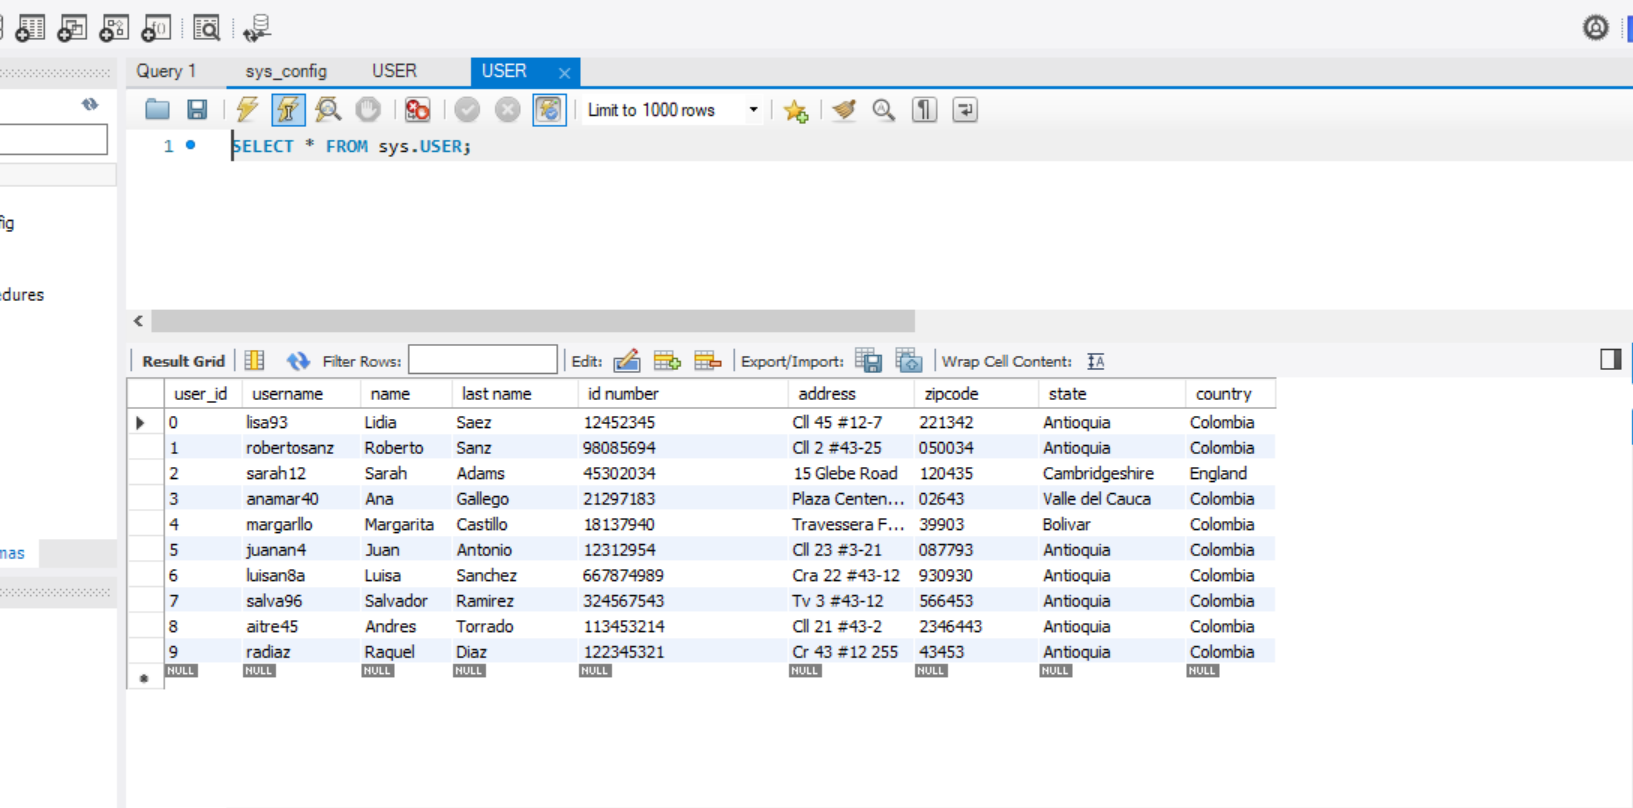 Query 1 sys_config USER USER
Limit to 1000 rows
1 SELECT * FROM sys.USER;
fig
edures
mas
Result Grid Filter Rows: Edit: Export/Import: Wrap Cell Content:
user_id username name last name id number address zipcode state country
0 lisa93 Lidia Saez 12452345 Cll 45 #12-7 221342 Antioquia Colombia
1 robertosanz Roberto Sanz 98085694 Cll 2 #43-25 050034 Antioquia Colombia
2 sarah12 Sarah Adams 45302034 15 Glebe Road 120435 Cambridgeshire England
3 anamar40 Ana Gallego 21297183 Plaza Centen... 02643 Valle del Cauca Colombia
4 margarllo Margarita Castillo 18137940 Travessera F... 39903 Bolivar Colombia
5 juanan4 Juan Antonio 12312954 Cll 23 #3-21 087793 Antioquia Colombia
6 luisan8a Luisa Sanchez 667874989 Cra 22 #43-12 930930 Antioquia Colombia
7 salva96 Salvador Ramirez 324567543 Tv 3 #43-12 566453 Antioquia Colombia
8 aitre45 Andres Torrado 113453214 Cll 21 #43-2 2346443 Antioquia Colombia
9 radiaz Raquel Diaz 122345321 Cr 43 #12 255 43453 Antioquia Colombia
NULL NULL NULL NULL NULL NULL NULL NULL NULL